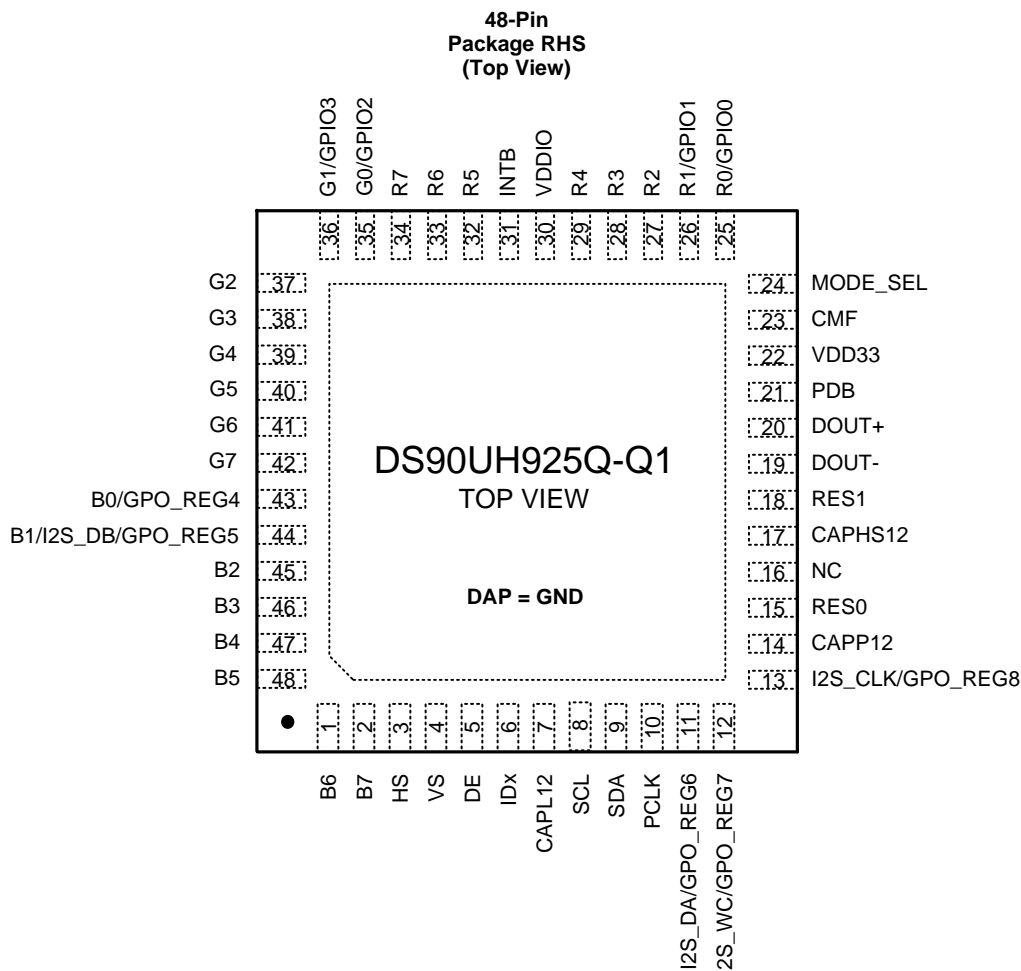 48-Pin
Package RHS
(Top View)
G1/GPIO3
G0/GPIO2
R7
R6
R5
INTB
VDDIO
R4
R3
R2
R1/GPIO1
R0/GPIO0
36
35
34
33
32
31
30
29
28
27
26
25
G2 37
G3 38
G4 39
G5 40
G6 41
G7 42
B0/GPO_REG4 43
B1/I2S_DB/GPO_REG5 44
B2 45
B3 46
B4 47
B5 48
DS90UH925Q-Q1
TOP VIEW
DAP = GND
24 MODE_SEL
23 CMF
22 VDD33
21 PDB
20 DOUT+
19 DOUT-
18 RES1
17 CAPHS12
16 NC
15 RES0
14 CAPP12
13 I2S_CLK/GPO_REG8
1
2
3
4
5
6
7
8
9
10
11
12
B6
B7
HS
VS
DE
IDx
CAPL12
SCL
SDA
PCLK
I2S_DA/GPO_REG6
2S_WC/GPO_REG7